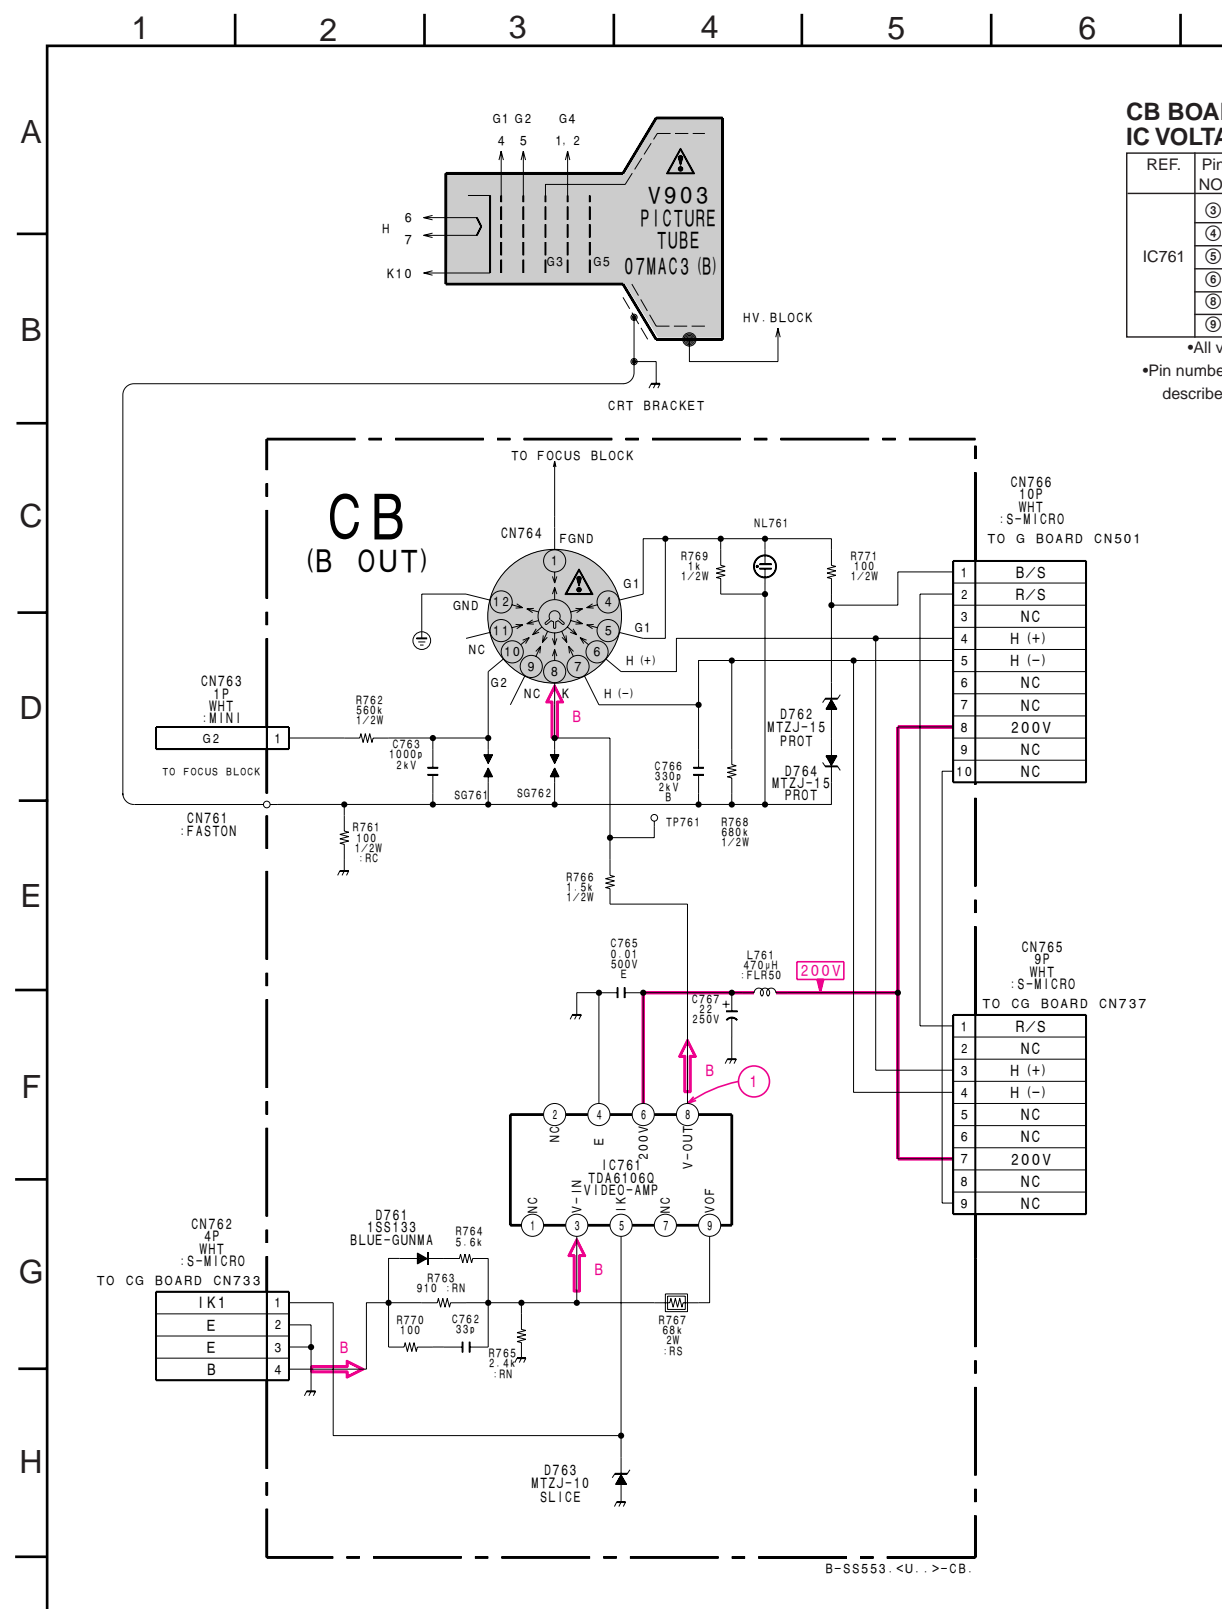 1 2 3 4 5 6
A
B
C
D
E
F
G
H
CB BOA
IC VOLTA
REF. Pin
NO
IC761
③
④
⑤
⑥
⑧
⑨
•All v
•Pin numbe
describe
G1 G2 G4
4 5 1, 2
H 6
7
K10
G3 G5
V903
PICTURE
TUBE
07MAC3 (B)
HV. BLOCK
CRT BRACKET
TO FOCUS BLOCK
CB
(B OUT)
CN764
FGND
1
12
11
10
9
8
7
6
5
4
GND
NC
G2
NC
K
H (-)
H (+)
G1
G1
B
NL761
R769
1k
1/2W
R771
100
1/2W
CN766
10P
WHT
:S-MICRO
TO G BOARD CN501
1 B/S
2 R/S
3 NC
4 H (+)
5 H (-)
6 NC
7 NC
8 200V
9 NC
10 NC
CN763
1P
WHT
:MINI
G2 1
TO FOCUS BLOCK
R762
560k
1/2W
C763
1000p
2kV
SG761
SG762
C766
330p
2kV
B
D762
MTZJ-15
PROT
D764
MTZJ-15
PROT
CN761
:FASTON
R761
100
1/2W
:RC
TP761
R768
680k
1/2W
R766
1.5k
1/2W
C765
0.01
500V
E
L761
470μH
:FLR50
200V
C767
22
250V
+
CN765
9P
WHT
:S-MICRO
TO CG BOARD CN737
1 R/S
2 NC
3 H (+)
4 H (-)
5 NC
6 NC
7 200V
8 NC
9 NC
B
1
2 4 6 8
NC E 200V V-OUT
IC761
TDA6106Q
VIDEO-AMP
NC V-IN IK NC VOF
1 3 5 7 9
B
CN762
4P
WHT
:S-MICRO
TO CG BOARD CN733
IK1 1
E 2
E 3
B 4
B
D761
1SS133
BLUE-GUNMA
R764
5.6k
R763
910 :RN
R770
100
C762
33p
R765
2.4k
:RN
R767
68k
2W
:RS
D763
MTZJ-10
SLICE
B-SS553.<U..>-CB.